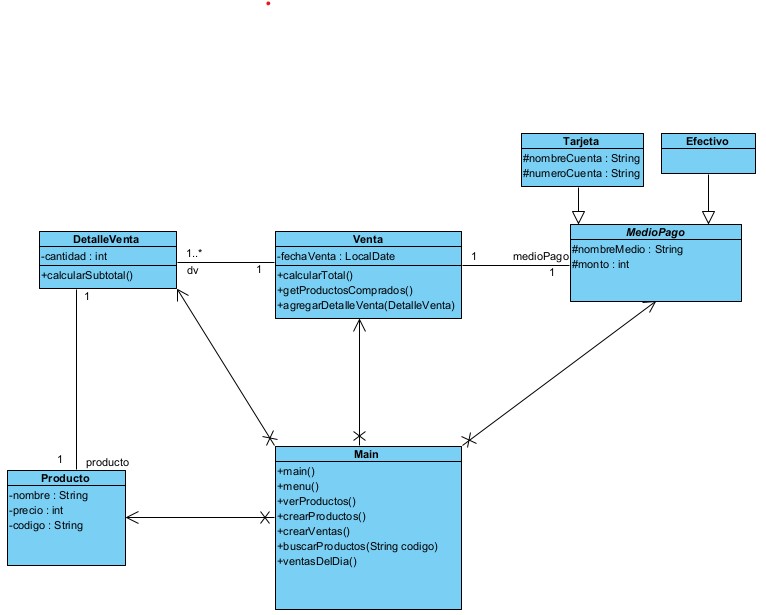 Tarjeta
#nombreCuenta : String
#numeroCuenta : String
Efectivo
DetalleVenta
-cantidad : int
+calcularSubtotal()
1..*
dv
1
Venta
-fechaVenta : LocalDate
+calcularTotal()
+getProductosComprados()
+agregarDetalleVenta(DetalleVenta)
1
medioPago
1
MedioPago
#nombreMedio : String
#monto : int
1
1
producto
Producto
-nombre : String
-precio : int
-codigo : String
Main
+main()
+menu()
+verProductos()
+crearProductos()
+crearVentas()
+buscarProductos(String codigo)
+ventasDelDia()